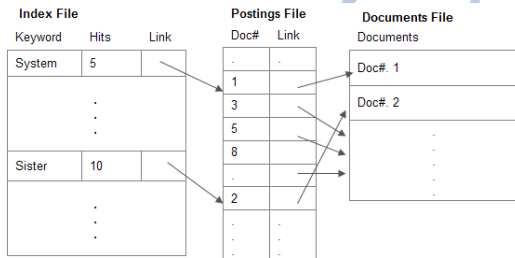 Index File
Keyword Hits Link
System 5
.
.
.
Sister 10
.
.
.
Postings File
Doc# Link
. .
1
3
5
8
.
2
. .
. .
. .
Documents File
Documents
Doc#. 1
Doc#. 2
.
.
.
.